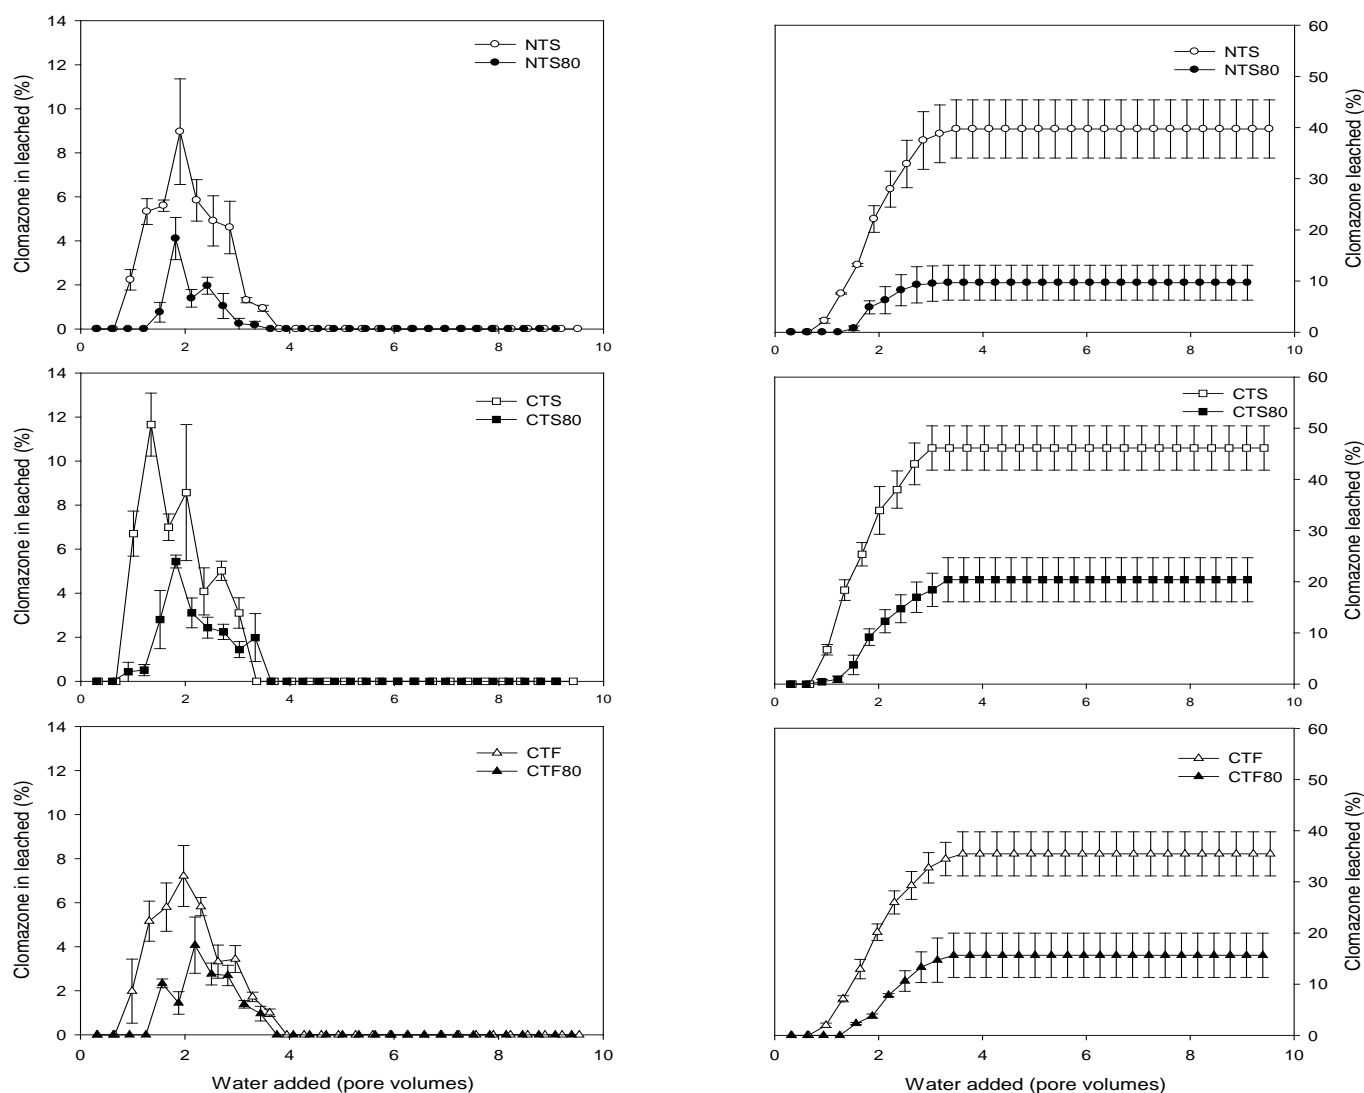 14
12
10
8
6
4
2
0
0 2 4 6 8 10
Clomazone in leached (%)
NTS
NTS80
60
50
40
30
20
10
0
0 2 4 6 8 10
Clomazone leached (%)
NTS
NTS80
14
12
10
8
6
4
2
0
0 2 4 6 8 10
Clomazone in leached (%)
CTS
CTS80
60
50
40
30
20
10
0
0 2 4 6 8 10
Clomazone leached (%)
CTS
CTS80
14
12
10
8
6
4
2
0
0 2 4 6 8 10
Clomazone in leached (%)
CTF
CTF80
Water added (pore volumes)
60
50
40
30
20
10
0
0 2 4 6 8 10
Clomazone leached (%)
CTF
CTF80
Water added (pore volumes)